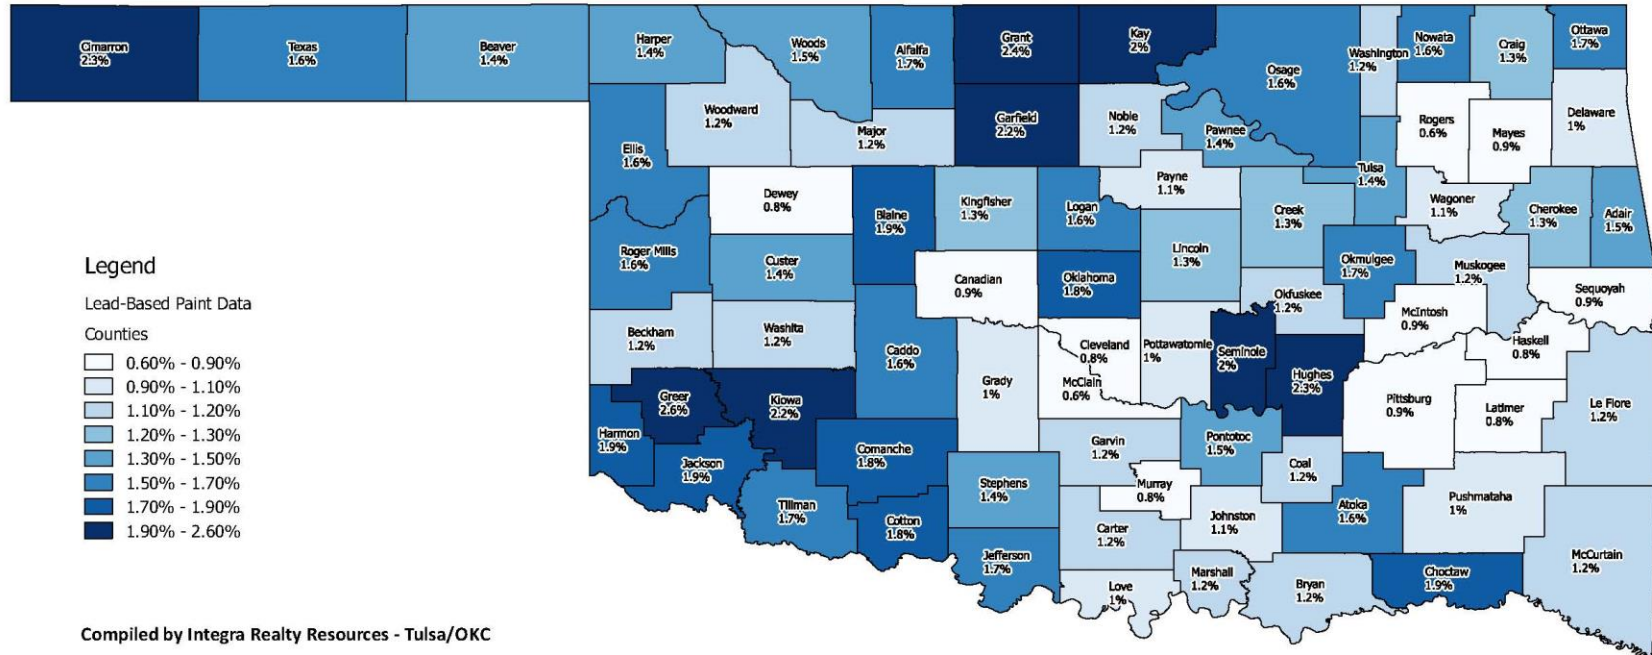 Cimarron
2.3%
Texas
1.6%
Beaver
1.4%
Harper
1.4%
Woods
1.5%
Alfalfa
1.7%
Grant
2.4%
Kay
2%
Osage
1.6%
Washington
1.2%
Nowata
1.6%
Craig
1.3%
Ottawa
1.7%
Woodward
1.2%
Major
1.2%
Garfield
2.2%
Noble
1.2%
Pawnee
1.4%
Rogers
0.6%
Mayes
0.9%
Delaware
1%
Ellis
1.6%
Dewey
0.8%
Blaine
1.9%
Kingfisher
1.3%
Logan
1.6%
Payne
1.1%
Creek
1.3%
Tulsa
1.4%
Wagoner
1.1%
Cherokee
1.3%
Adair
1.5%
Roger Mills
1.6%
Custer
1.4%
Canadian
0.9%
Oklahoma
1.8%
Lincoln
1.3%
Okmulgee
1.7%
Muskogee
1.2%
Sequoyah
0.9%
Okfuskee
1.2%
McIntosh
0.9%
Beckham
1.2%
Washita
1.2%
Caddo
1.6%
Grady
1%
Cleveland
0.8%
McClain
0.6%
Pottawatomie
1%
Seminole
2%
Hughes
2.3%
Haskell
0.8%
Pittsburg
0.9%
Latimer
0.8%
Le Flore
1.2%
Greer
2.6%
Kiowa
2.2%
Harmon
1.9%
Jackson
1.9%
Comanche
1.8%
Garvin
1.2%
Pontotoc
1.5%
Coal
1.2%
Tillman
1.7%
Cotton
1.8%
Stephens
1.4%
Murray
0.8%
Johnston
1.1%
Atoka
1.6%
Pushmataha
1%
Carter
1.2%
Jefferson
1.7%
Love
1%
Marshall
1.2%
Bryan
1.2%
Choctaw
1.9%
McCurtain
1.2%
Legend
Lead-Based Paint Data
Counties
0.60% - 0.90%
0.90% - 1.10%
1.10% - 1.20%
1.20% - 1.30%
1.30% - 1.50%
1.50% - 1.70%
1.70% - 1.90%
1.90% - 2.60%
Compiled by Integra Realty Resources - Tulsa/OKC